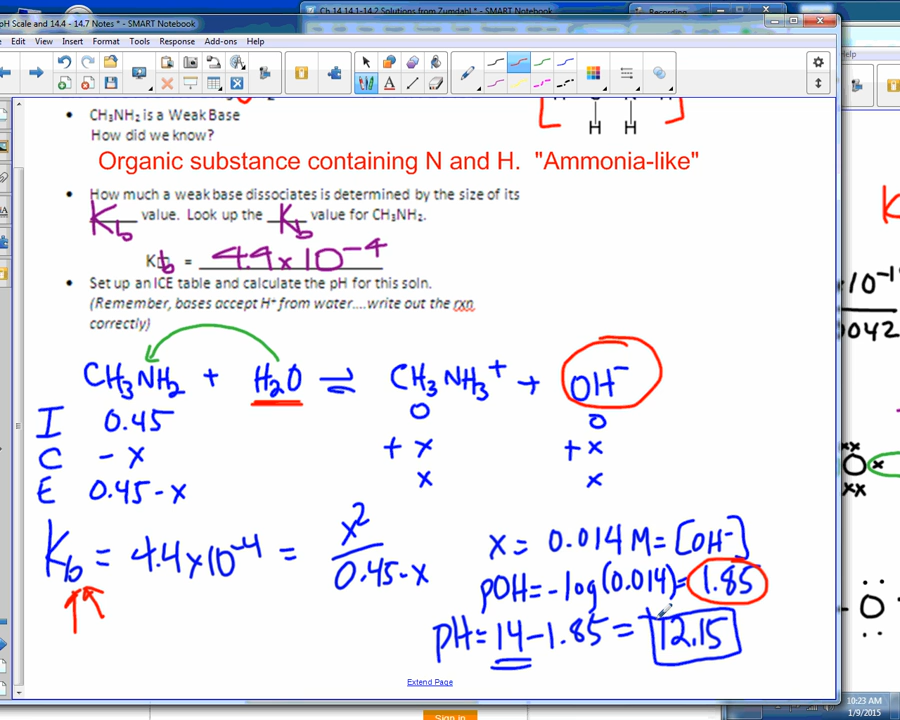 Ch 14 14.1-14.2 Solutions from Zumdahl * - SMART Notebook
Recording
pH Scale and 14.4 - 14.7 Notes * - SMART Notebook
Edit View Insert Format Tools Response Add-ons Help
Help
• CH₃NH₂ is a Weak Base
H H
How did we know?
Organic substance containing N and H. "Ammonia-like"
• How much a weak base dissociates is determined by the size of its
Kb value. Look up the Kb value for CH₃NH₂.
Kb = 4.4x10⁻⁴
• Set up an ICE table and calculate the pH for this soln.
(Remember, bases accept H⁺ from water....write out the rxn
correctly)
CH₃NH₂ + H₂O ⇌ CH₃NH₃⁺ + OH⁻
I 0.45 0 0
C - x + x + x
E 0.45-x x x
Kb = 4.4x10⁻⁴ = x² / 0.45-x
x = 0.014 M = [OH⁻]
pOH = -log(0.014) = 1.85
pH = 14 - 1.85 = 12.15
Extend Page
Sign in
042
xx
O x
xx
- O
10:23 AM
1/9/2015